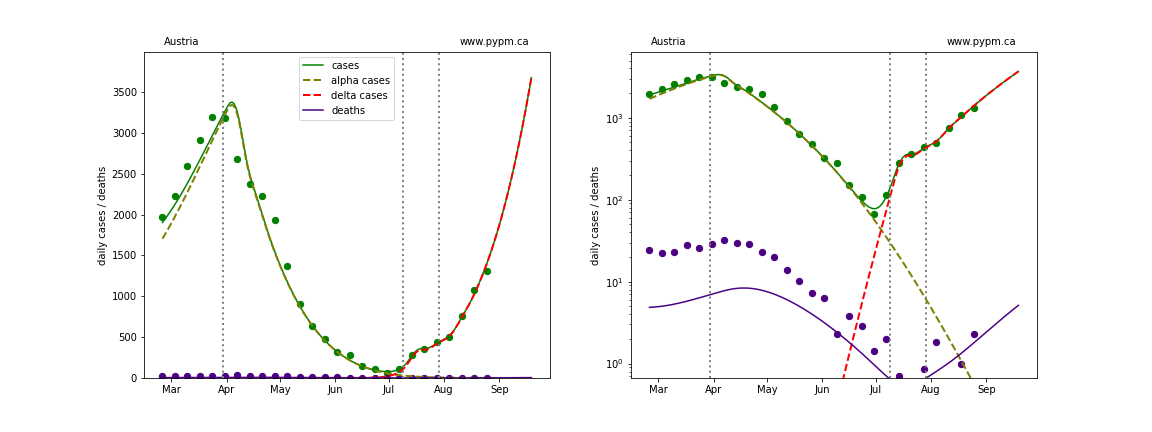 Austria www.pypm.ca
cases
alpha cases
delta cases
deaths
daily cases / deaths
3500
3000
2500
2000
1500
1000
500
0
Mar Apr May Jun Jul Aug Sep
Austria www.pypm.ca
daily cases / deaths
10³
10²
10¹
10⁰
Mar Apr May Jun Jul Aug Sep